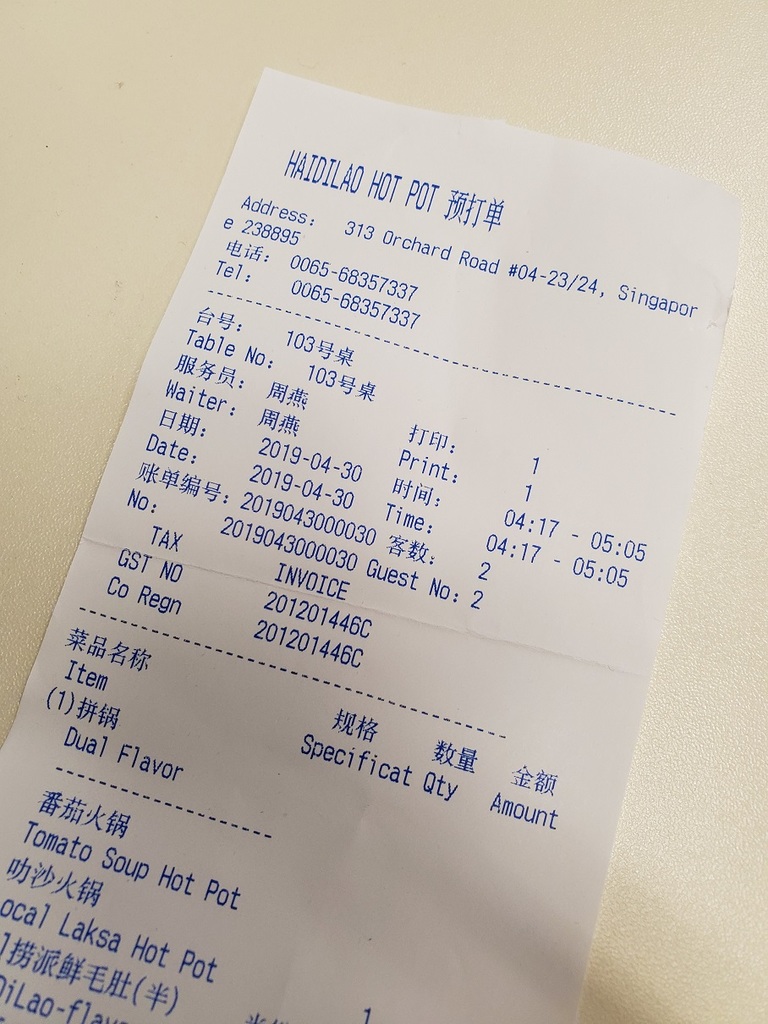 HAIDILAO HOT POT 预打单
Address: 313 Orchard Road #04-23/24, Singapor
e 238895
电话: 0065-68357337
Tel: 0065-68357337
台号: 103号桌
Table No: 103号桌
服务员: 周燕 打印: 1
Waiter: 周燕 Print: 1
日期: 2019-04-30 时间: 04:17 - 05:05
Date: 2019-04-30 Time: 04:17 - 05:05
账单编号: 2019043000030 客数: 2
No: 2019043000030 Guest No: 2
TAX INVOICE
GST NO 201201446C
Co Regn 201201446C
菜品名称 规格 数量 金额
Item Specificat Qty Amount
(1)拼锅
Dual Flavor
番茄火锅
Tomato Soup Hot Pot
叻沙火锅
ocal Laksa Hot Pot
捞派鲜毛肚(半) 1
DiLao-flav